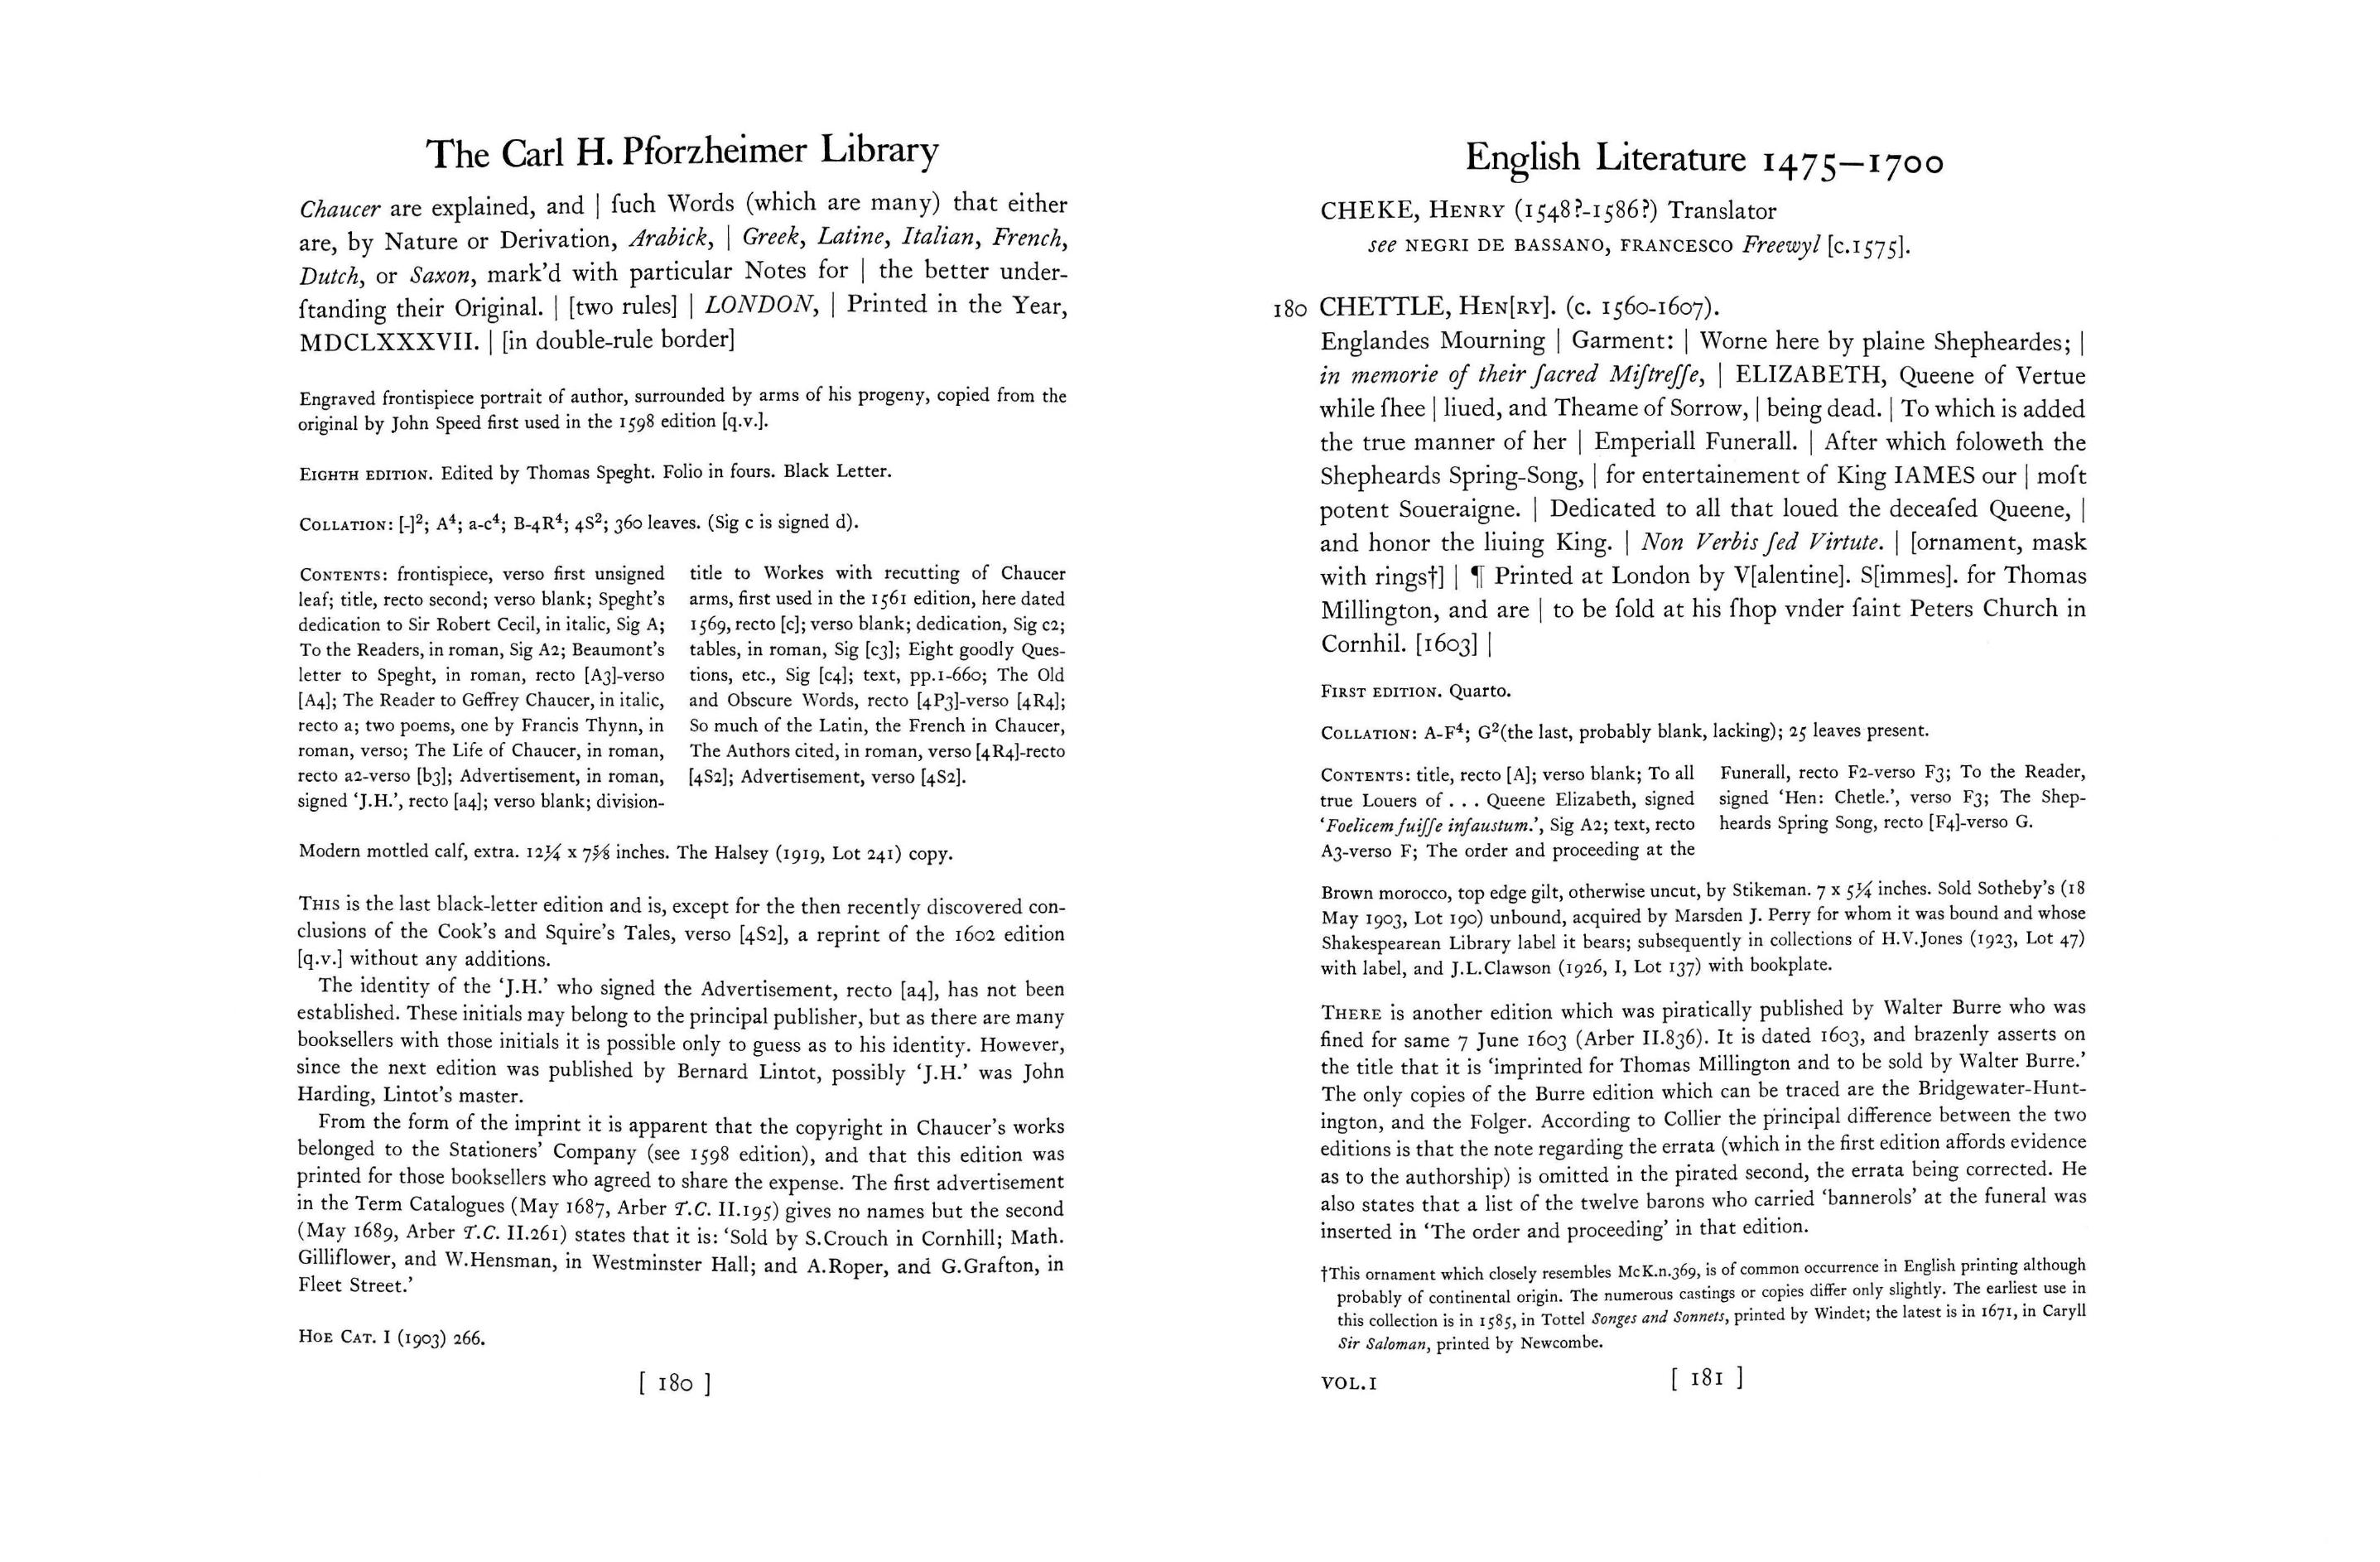 The Carl H. Pforzheimer Library
Chaucer are explained, and | ſuch Words (which are many) that either
are, by Nature or Derivation, Arabick, | Greek, Latine, Italian, French,
Dutch, or Saxon, mark'd with particular Notes for | the better under-
ſtanding their Original. | [two rules] | LONDON, | Printed in the Year,
MDCLXXXVII. | [in double-rule border]
Engraved frontispiece portrait of author, surrounded by arms of his progeny, copied from the
original by John Speed first used in the 1598 edition [q.v.].
EIGHTH EDITION. Edited by Thomas Speght. Folio in fours. Black Letter.
COLLATION: [-]²; A⁴; a-c⁴; B-4R⁴; 4S²; 360 leaves. (Sig c is signed d).
CONTENTS: frontispiece, verso first unsigned
leaf; title, recto second; verso blank; Speght's
dedication to Sir Robert Cecil, in italic, Sig A;
To the Readers, in roman, Sig A2; Beaumont's
letter to Speght, in roman, recto [A3]-verso
[A4]; The Reader to Geffrey Chaucer, in italic,
recto a; two poems, one by Francis Thynn, in
roman, verso; The Life of Chaucer, in roman,
recto a2-verso [b3]; Advertisement, in roman,
signed 'J.H.', recto [a4]; verso blank; division-
title to Workes with recutting of Chaucer
arms, first used in the 1561 edition, here dated
1569, recto [c]; verso blank; dedication, Sig c2;
tables, in roman, Sig [c3]; Eight goodly Ques-
tions, etc., Sig [c4]; text, pp.1-660; The Old
and Obscure Words, recto [4P3]-verso [4R4];
So much of the Latin, the French in Chaucer,
The Authors cited, in roman, verso [4R4]-recto
[4S2]; Advertisement, verso [4S2].
Modern mottled calf, extra. 12¼ x 7⅝ inches. The Halsey (1919, Lot 241) copy.
THIS is the last black-letter edition and is, except for the then recently discovered con-
clusions of the Cook's and Squire's Tales, verso [4S2], a reprint of the 1602 edition
[q.v.] without any additions.
The identity of the 'J.H.' who signed the Advertisement, recto [a4], has not been
established. These initials may belong to the principal publisher, but as there are many
booksellers with those initials it is possible only to guess as to his identity. However,
since the next edition was published by Bernard Lintot, possibly 'J.H.' was John
Harding, Lintot's master.
From the form of the imprint it is apparent that the copyright in Chaucer's works
belonged to the Stationers' Company (see 1598 edition), and that this edition was
printed for those booksellers who agreed to share the expense. The first advertisement
in the Term Catalogues (May 1687, Arber T.C. II.195) gives no names but the second
(May 1689, Arber T.C. II.261) states that it is: 'Sold by S.Crouch in Cornhill; Math.
Gilliflower, and W.Hensman, in Westminster Hall; and A.Roper, and G.Grafton, in
Fleet Street.'
HOE CAT. I (1903) 266.
[ 180 ]
English Literature 1475–1700
CHEKE, HENRY (1548?-1586?) Translator
see NEGRI DE BASSANO, FRANCESCO Freewyl [c.1575].
180 CHETTLE, HEN[RY]. (c. 1560-1607).
Englandes Mourning | Garment: | Worne here by plaine Shepheardes; |
in memorie of their ſacred Miſtreſſe, | ELIZABETH, Queene of Vertue
while ſhee | liued, and Theame of Sorrow, | being dead. | To which is added
the true manner of her | Emperiall Funerall. | After which foloweth the
Shepheards Spring-Song, | for entertainement of King IAMES our | moſt
potent Soueraigne. | Dedicated to all that loued the deceaſed Queene, |
and honor the liuing King. | Non Verbis ſed Virtute. | [ornament, mask
with rings†] | ¶ Printed at London by V[alentine]. S[immes]. for Thomas
Millington, and are | to be ſold at his ſhop vnder ſaint Peters Church in
Cornhil. [1603] |
FIRST EDITION. Quarto.
COLLATION: A-F⁴; G²(the last, probably blank, lacking); 25 leaves present.
CONTENTS: title, recto [A]; verso blank; To all
true Louers of . . . Queene Elizabeth, signed
'Foelicem fuiſſe infaustum.', Sig A2; text, recto
A3-verso F; The order and proceeding at the
Funerall, recto F2-verso F3; To the Reader,
signed 'Hen: Chetle.', verso F3; The Shep-
heards Spring Song, recto [F4]-verso G.
Brown morocco, top edge gilt, otherwise uncut, by Stikeman. 7 x 5¼ inches. Sold Sotheby's (18
May 1903, Lot 190) unbound, acquired by Marsden J. Perry for whom it was bound and whose
Shakespearean Library label it bears; subsequently in collections of H.V.Jones (1923, Lot 47)
with label, and J.L.Clawson (1926, I, Lot 137) with bookplate.
THERE is another edition which was piratically published by Walter Burre who was
fined for same 7 June 1603 (Arber II.836). It is dated 1603, and brazenly asserts on
the title that it is 'imprinted for Thomas Millington and to be sold by Walter Burre.'
The only copies of the Burre edition which can be traced are the Bridgewater-Hunt-
ington, and the Folger. According to Collier the principal difference between the two
editions is that the note regarding the errata (which in the first edition affords evidence
as to the authorship) is omitted in the pirated second, the errata being corrected. He
also states that a list of the twelve barons who carried 'bannerols' at the funeral was
inserted in 'The order and proceeding' in that edition.
†This ornament which closely resembles McK.n.369, is of common occurrence in English printing although
probably of continental origin. The numerous castings or copies differ only slightly. The earliest use in
this collection is in 1585, in Tottel Songes and Sonnets, printed by Windet; the latest is in 1671, in Caryll
Sir Saloman, printed by Newcombe.
VOL.I
[ 181 ]